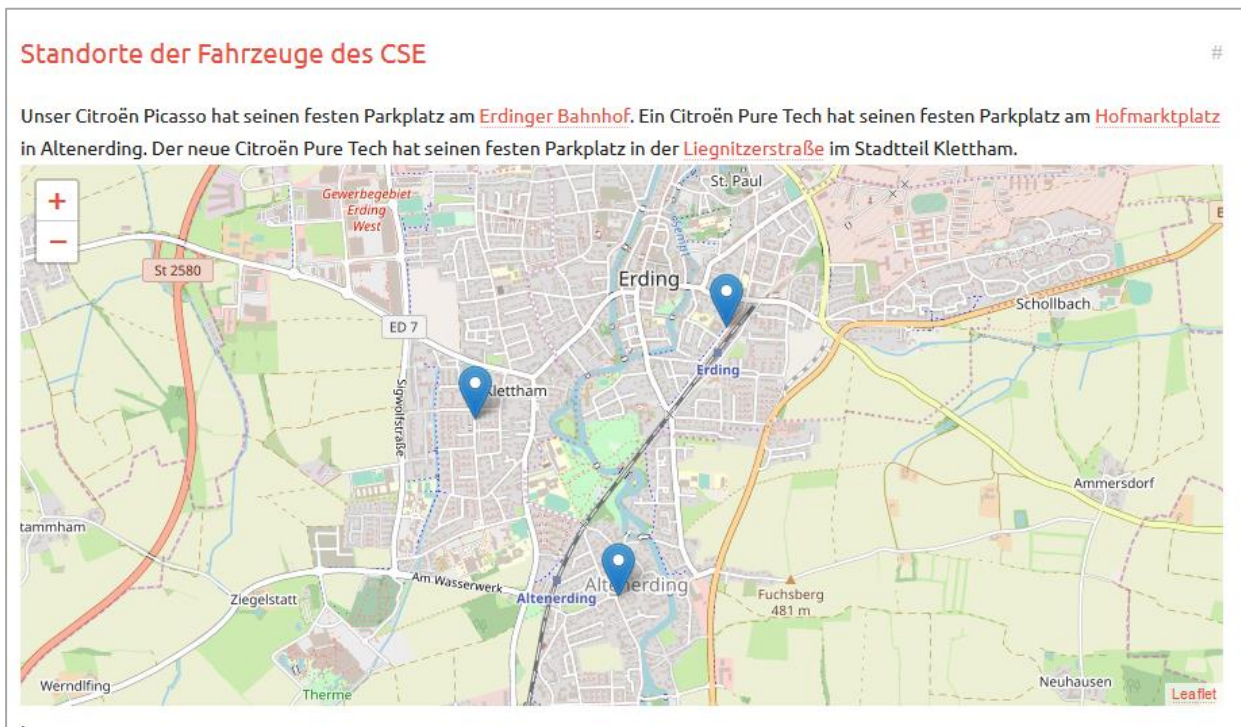 Standorte der Fahrzeuge des CSE
#
Unser Citroën Picasso hat seinen festen Parkplatz am Erdinger Bahnhof. Ein Citroën Pure Tech hat seinen festen Parkplatz am Hofmarktplatz
in Altenerding. Der neue Citroën Pure Tech hat seinen festen Parkplatz in der Liegnitzerstraße im Stadtteil Klettham.
+
−
Gewerbegebiet
Erding
West
St. Paul
Sempt
St 2580
Erding
Schollbach
ED 7
Erding
Sigwolfstraße
Klettham
Ammersdorf
tammham
Am Wasserwerk
Altenerding
Altenerding
Ziegelstatt
Fuchsberg
481 m
Werndlfing
Therme
Neuhausen
Leaflet